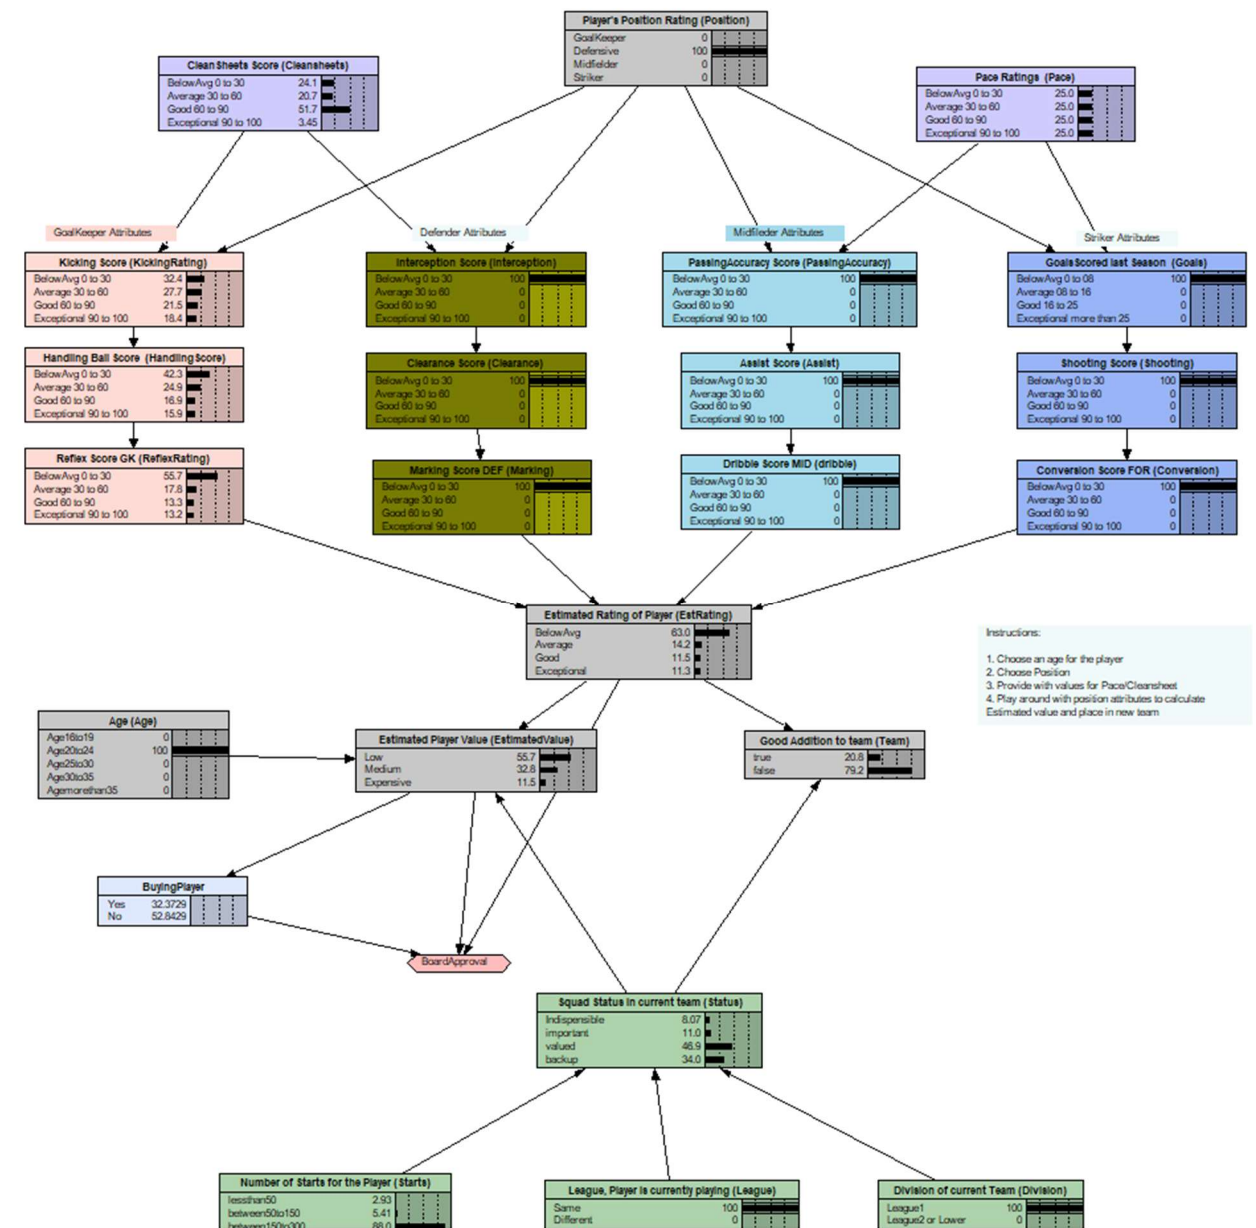 Player's Position Rating (Position)
GoalKeeper 0
Defensive 100
Midfielder 0
Striker 0
CleanSheets Score (Cleansheets)
BelowAvg 0 to 30 24.1
Average 30 to 60 20.7
Good 60 to 90 51.7
Exceptional 90 to 100 3.45
Pace Ratings (Pace)
BelowAvg 0 to 30 25.0
Average 30 to 60 25.0
Good 60 to 90 25.0
Exceptional 90 to 100 25.0
GoalKeeper Attributes
Defender Attributes
Midfileder Attributes
Striker Attributes
Kicking Score (KickingRating)
BelowAvg 0 to 30 32.4
Average 30 to 60 27.7
Good 60 to 90 21.5
Exceptional 90 to 100 18.4
Interception Score (Interception)
BelowAvg 0 to 30 100
Average 30 to 60 0
Good 60 to 90 0
Exceptional 90 to 100 0
PassingAccuracy Score (PassingAccuracy)
BelowAvg 0 to 30 100
Average 30 to 60 0
Good 60 to 90 0
Exceptional 90 to 100 0
GoalsScored last Season (Goals)
BelowAvg 0 to 08 100
Average 08 to 16 0
Good 16 to 25 0
Exceptional more than 25 0
Handling Ball Score (HandlingScore)
BelowAvg 0 to 30 42.3
Average 30 to 60 24.9
Good 60 to 90 16.9
Exceptional 90 to 100 15.9
Clearance Score (Clearance)
BelowAvg 0 to 30 100
Average 30 to 60 0
Good 60 to 90 0
Exceptional 90 to 100 0
Assist Score (Assist)
BelowAvg 0 to 30 100
Average 30 to 60 0
Good 60 to 90 0
Exceptional 90 to 100 0
Shooting Score (Shooting)
BelowAvg 0 to 30 100
Average 30 to 60 0
Good 60 to 90 0
Exceptional 90 to 100 0
Reflex Score GK (ReflexRating)
BelowAvg 0 to 30 55.7
Average 30 to 60 17.8
Good 60 to 90 13.3
Exceptional 90 to 100 13.2
Marking Score DEF (Marking)
BelowAvg 0 to 30 100
Average 30 to 60 0
Good 60 to 90 0
Exceptional 90 to 100 0
Dribble Score MID (dribble)
BelowAvg 0 to 30 100
Average 30 to 60 0
Good 60 to 90 0
Exceptional 90 to 100 0
Conversion Score FOR (Conversion)
BelowAvg 0 to 30 100
Average 30 to 60 0
Good 60 to 90 0
Exceptional 90 to 100 0
Estimated Rating of Player (EstRating)
BelowAvg 63.0
Average 14.2
Good 11.5
Exceptional 11.3
Instructions:
1. Choose an age for the player
2. Choose Position
3. Provide with values for Pace/Cleansheet
4. Play around with position attributes to calculate
Estimated value and place in new team
Age (Age)
Age16to19 0
Age20to24 100
Age25to30 0
Age30to35 0
Agemorethan35 0
Estimated Player Value (EstimatedValue)
Low 55.7
Medium 32.8
Expensive 11.5
Good Addition to team (Team)
true 20.8
false 79.2
BuyingPlayer
Yes 32.3729
No 52.8429
BoardApproval
Squad Status in current team (Status)
Indispensible 8.07
important 11.0
valued 46.9
backup 34.0
Number of Starts for the Player (Starts)
lessthan50 2.93
between50to150 5.41
between150to300 88.0
League, Player is currently playing (League)
Same 100
Different 0
Division of current Team (Division)
League1 100
League2 or Lower 0